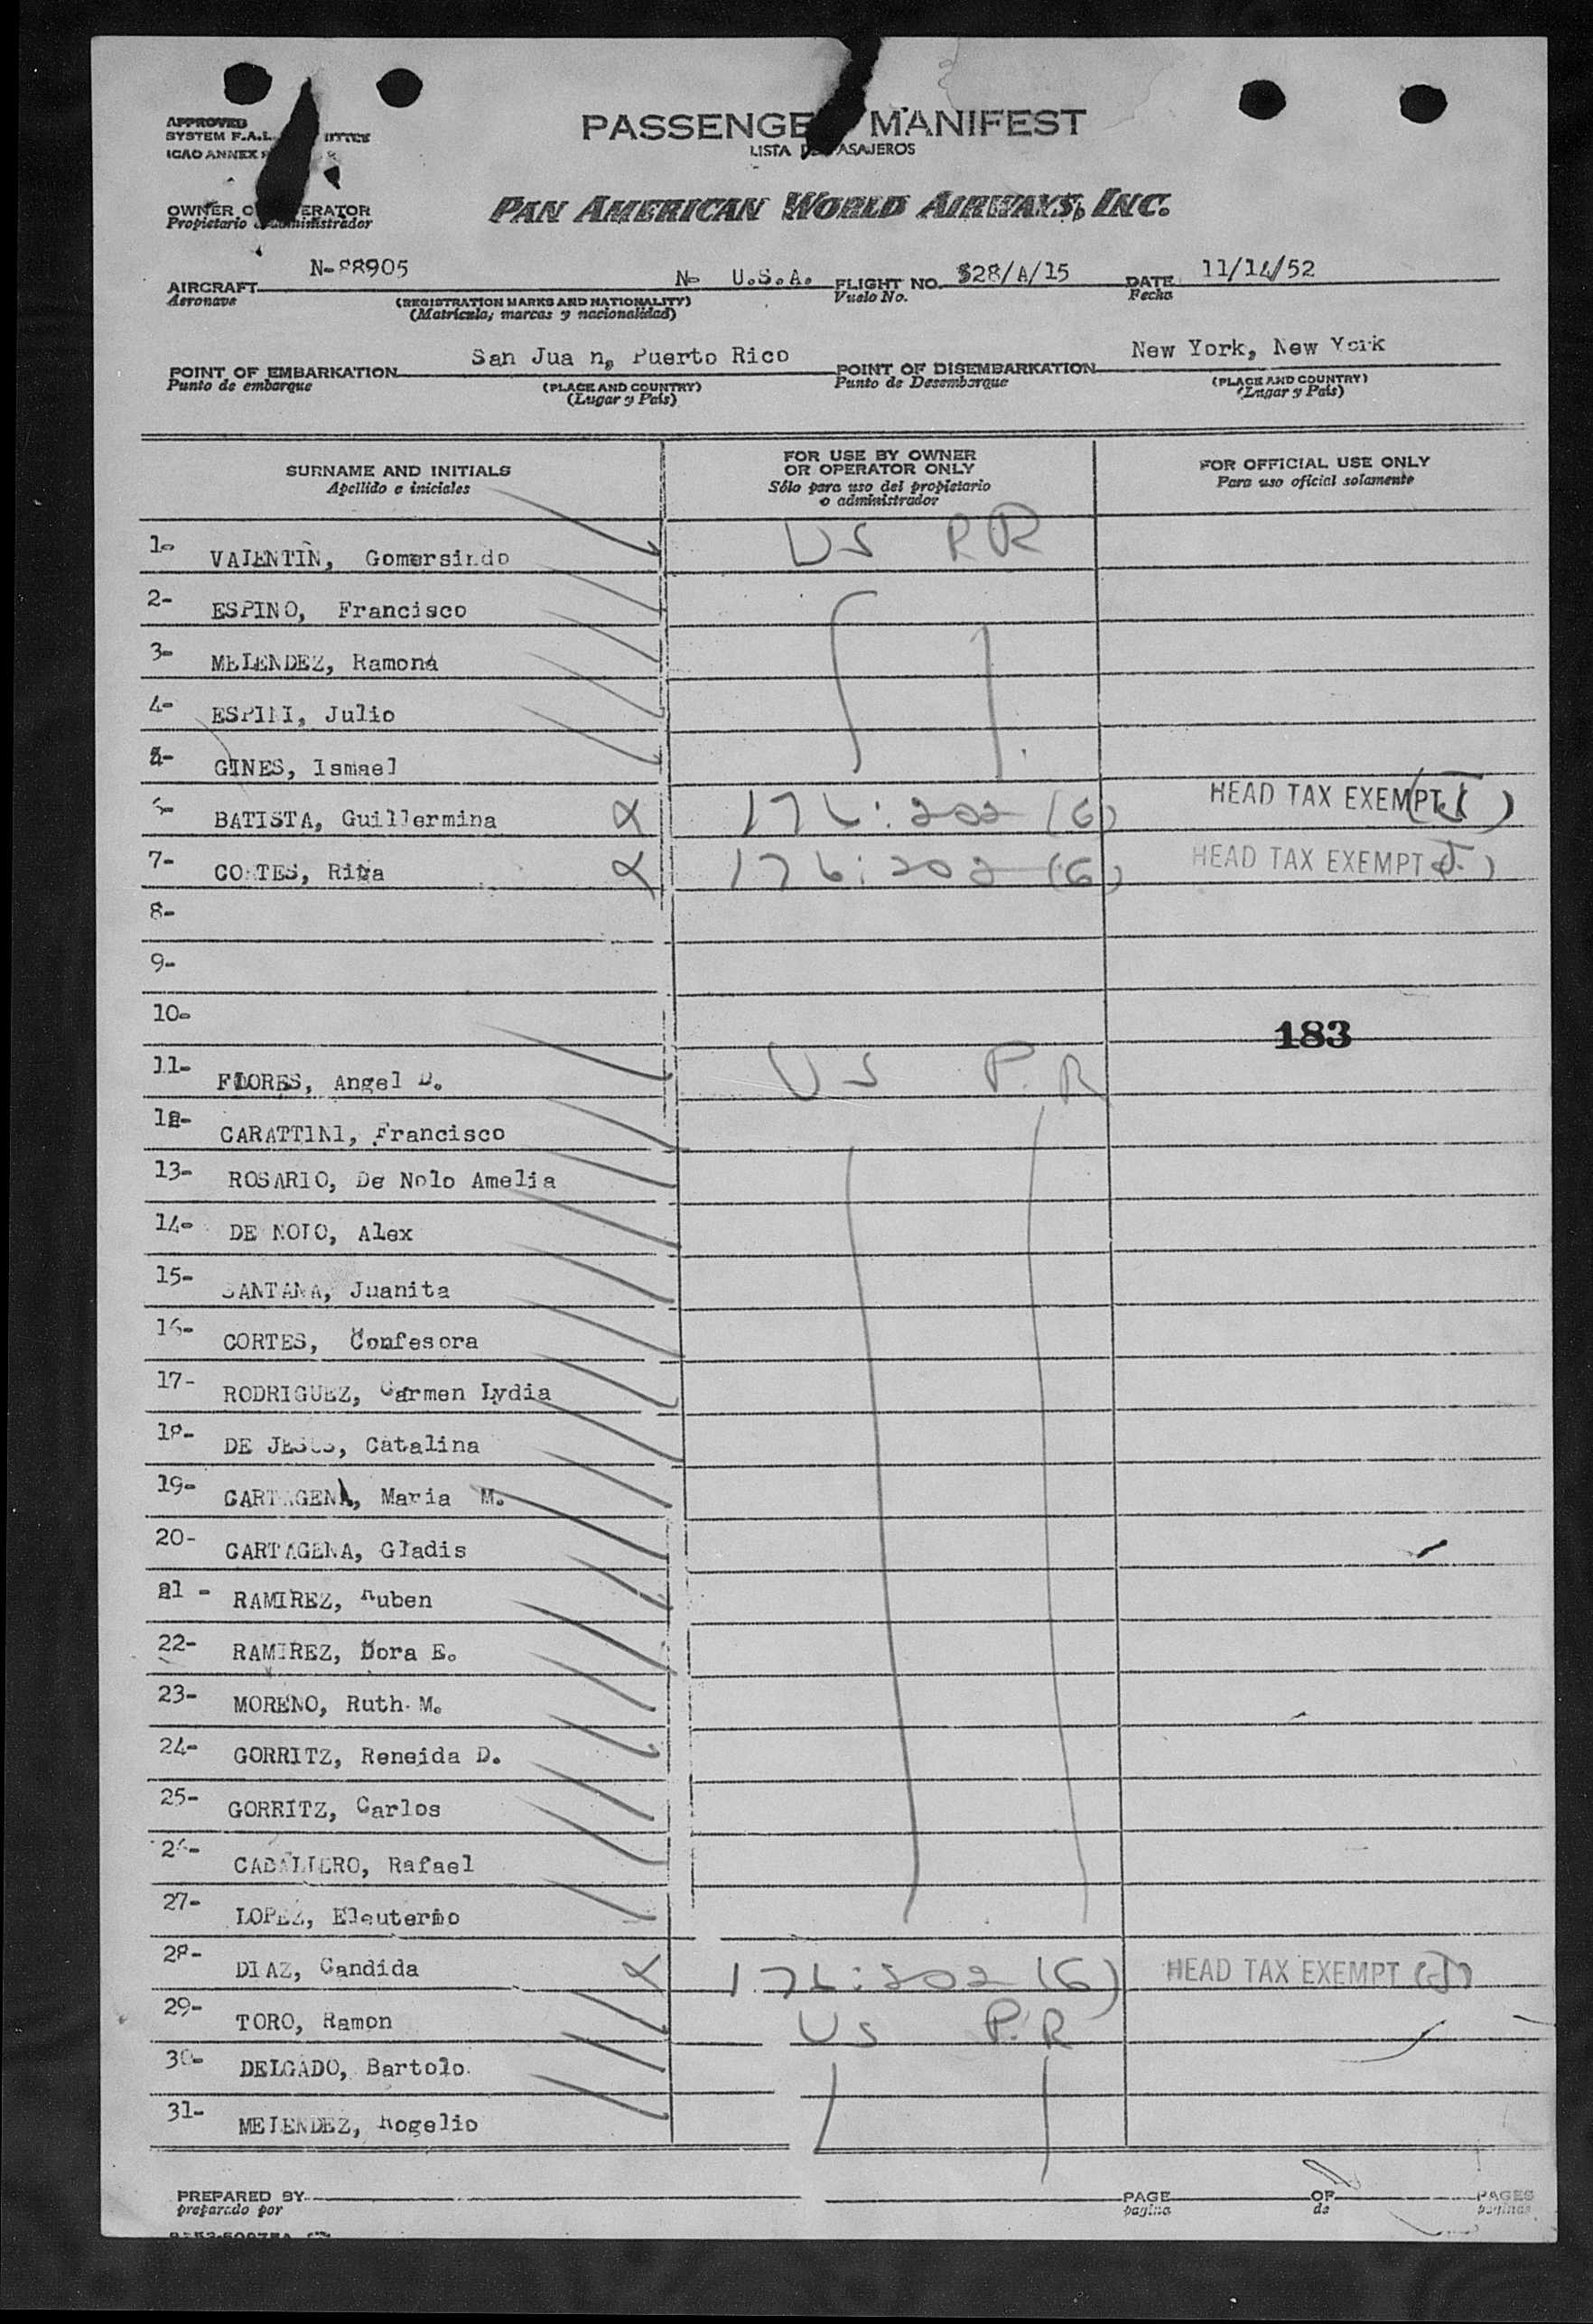 APPROVED
SYSTEM F.A.L.
ICAO ANNEX
PASSENGE MANIFEST
LISTA ASAJEROS
OWNER O ERATOR
Propietario administrador
PAN AMERICAN WORLD AIRWAYS, INC.
AIRCRAFT N-88905 N- U.S.A. FLIGHT NO. 528/A/15 DATE 11/14/52
Aeronave (REGISTRATION MARKS AND NATIONALITY) Vuelo No. Fecha
(Matrícula, marcas y nacionalidad)
POINT OF EMBARKATION San Jua n, Puerto Rico POINT OF DISEMBARKATION New York, New York
Punto de embarque (PLACE AND COUNTRY) Punto de Desembarque (PLACE AND COUNTRY)
(Lugar y País) (Lugar y País)
SURNAME AND INITIALS FOR USE BY OWNER OR OPERATOR ONLY FOR OFFICIAL USE ONLY
Apellido e iniciales Sólo para uso del propietario o administrador Para uso oficial solamente
1- VALENTIN, Gomersindo US PR
2- ESPINO, Francisco
3- MELENDEZ, Ramona
4- ESPINI, Julio
5- GINES, Ismael
6- BATISTA, Guillermina 176:202 (G) HEAD TAX EXEMPT (J)
7- CORTES, Rita 176:202 (G) HEAD TAX EXEMPT (J)
8-
9-
10-
183
11- FLORES, Angel D. US P.R
12- CARATTINI, Francisco
13- ROSARIO, De Nolo Amelia
14- DE NOLO, Alex
15- SANTANA, Juanita
16- CORTES, Confesora
17- RODRIGUEZ, Carmen Lydia
18- DE JESUS, Catalina
19- CARTAGENA, Maria M.
20- CARTAGENA, Gladis
21 - RAMIREZ, Ruben
22- RAMIREZ, Dora E.
23- MORENO, Ruth M.
24- GORRITZ, Reneida D.
25- GORRITZ, Carlos
26- CABALLERO, Rafael
27- LOPEZ, Eleuterio
28- DIAZ, Candida 176:202 (G) HEAD TAX EXEMPT (J)
29- TORO, Ramon US P.R
30- DELGADO, Bartolo
31- MELENDEZ, Rogelio
PREPARED BY PAGE OF PAGES
preparado por pagina de paginas